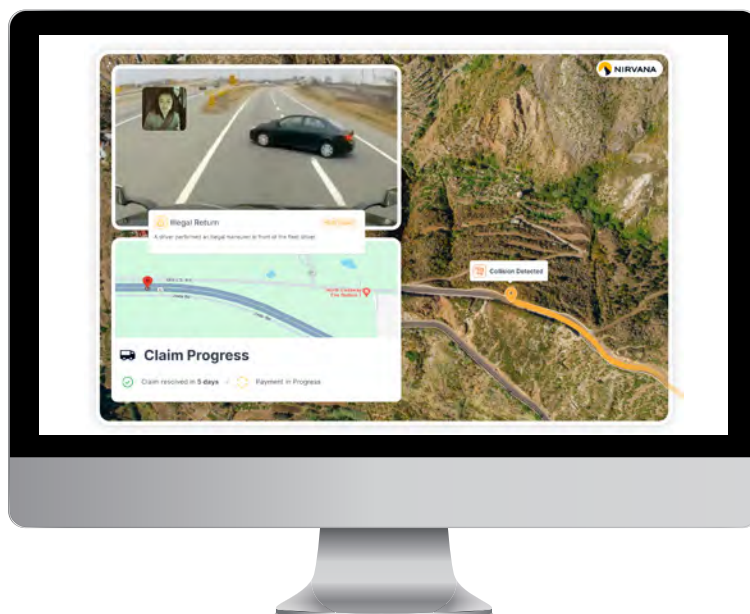 NIRVANA
Illegal Return
A driver performed an illegal maneuver in front of the fleet driver.
Collision Detected
Claim Progress
Claim resolved in 5 days
Payment in Progress